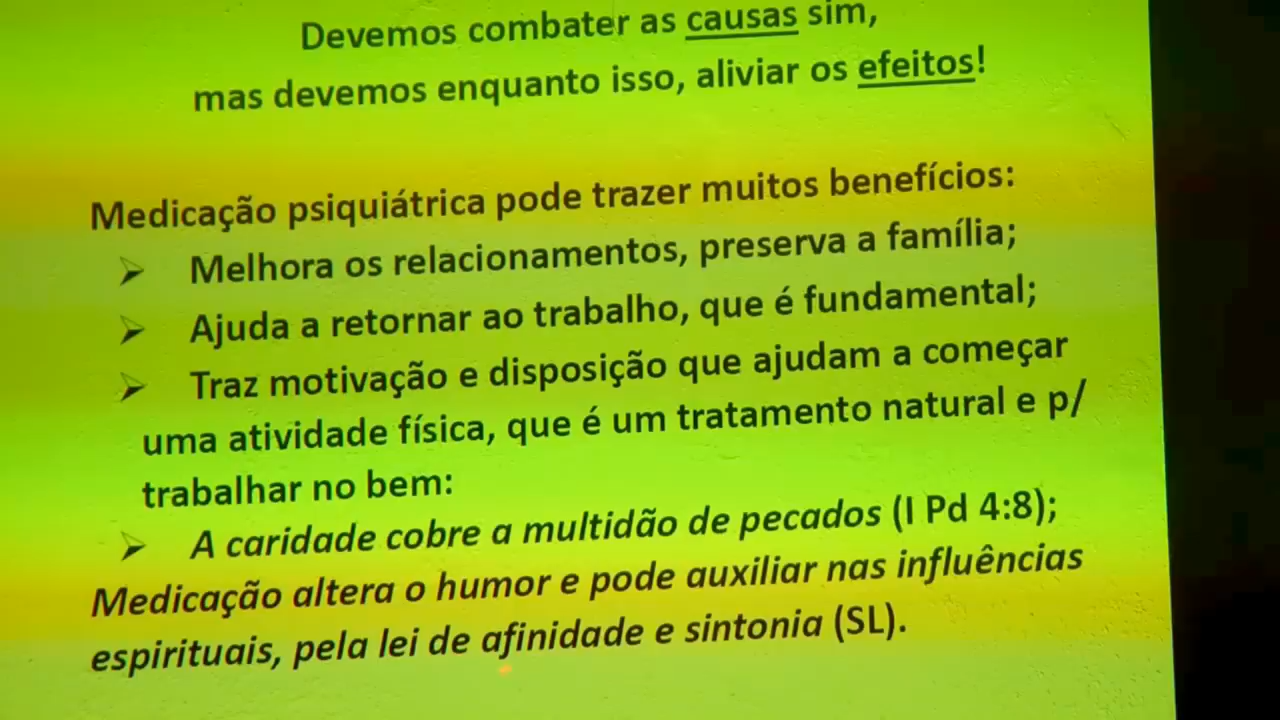 Devemos combater as causas sim,
mas devemos enquanto isso, aliviar os efeitos!
Medicação psiquiátrica pode trazer muitos benefícios:
➢ Melhora os relacionamentos, preserva a família;
➢ Ajuda a retornar ao trabalho, que é fundamental;
➢ Traz motivação e disposição que ajudam a começar
uma atividade física, que é um tratamento natural e p/
trabalhar no bem:
➢ A caridade cobre a multidão de pecados (I Pd 4:8);
Medicação altera o humor e pode auxiliar nas influências
espirituais, pela lei de afinidade e sintonia (SL).